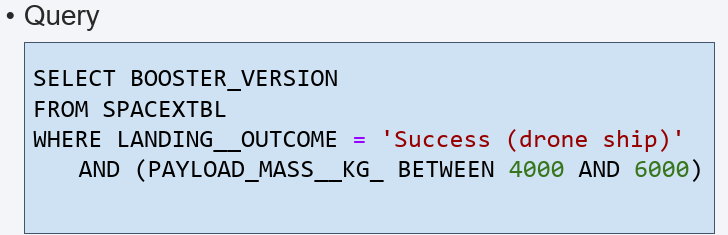 • Query
SELECT BOOSTER_VERSION
FROM SPACEXTBL
WHERE LANDING__OUTCOME = 'Success (drone ship)'
AND (PAYLOAD_MASS__KG_ BETWEEN 4000 AND 6000)